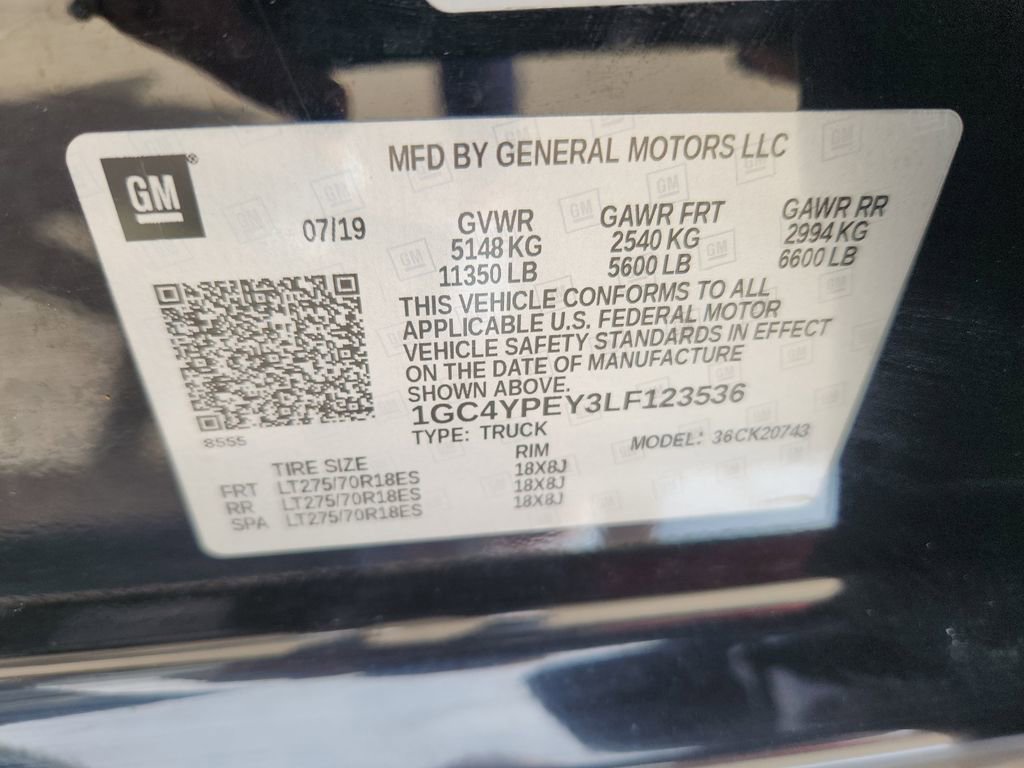 MFD BY GENERAL MOTORS LLC
GM®
07/19
GVWR
5148 KG
11350 LB
GAWR FRT
2540 KG
5600 LB
GAWR RR
2994 KG
6600 LB
THIS VEHICLE CONFORMS TO ALL
APPLICABLE U.S. FEDERAL MOTOR
VEHICLE SAFETY STANDARDS IN EFFECT
ON THE DATE OF MANUFACTURE
SHOWN ABOVE.
1GC4YPEY3LF123536
TYPE: TRUCK
MODEL: 36CK20743
8555
TIRE SIZE RIM
FRT LT275/70R18ES 18X8J
RR LT275/70R18ES 18X8J
SPA LT275/70R18ES 18X8J